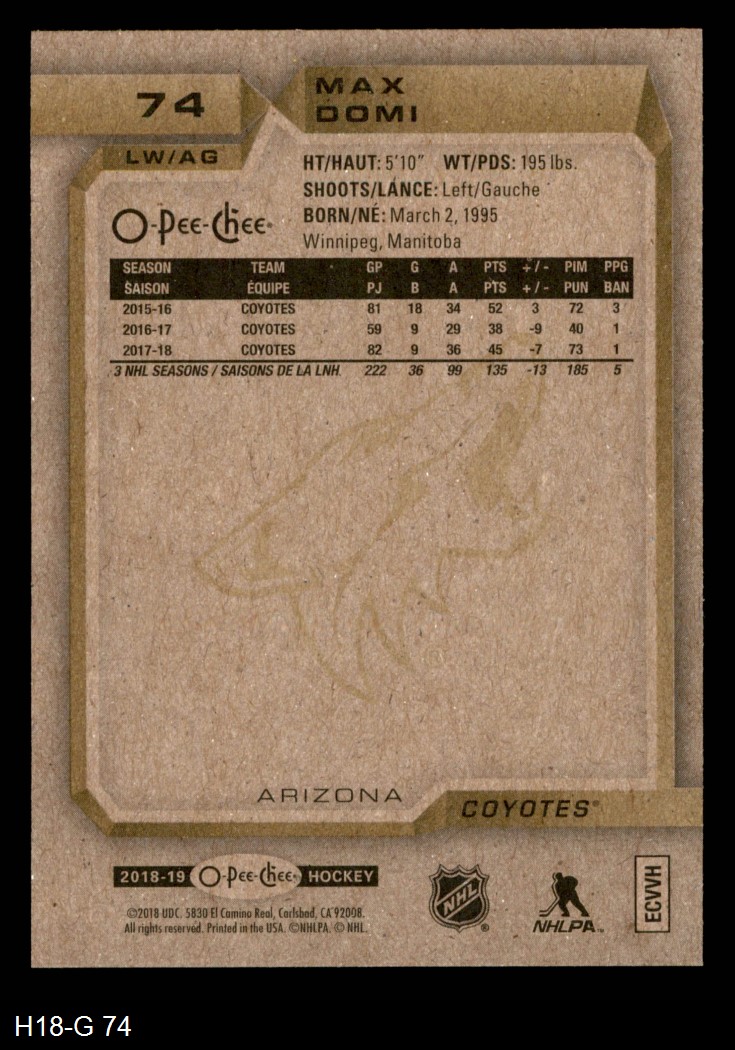 74
MAX
DOMI
LW/AG
HT/HAUT: 5'10" WT/PDS: 195 lbs.
SHOOTS/LANCE: Left/Gauche
BORN/NÉ: March 2, 1995
Winnipeg, Manitoba
O-Pee-Chee®
SEASON TEAM GP G A PTS +/- PIM PPG
SAISON ÉQUIPE PJ B A PTS +/- PUN BAN
2015-16 COYOTES 81 18 34 52 3 72 3
2016-17 COYOTES 59 9 29 38 -9 40 1
2017-18 COYOTES 82 9 36 45 -7 73 1
3 NHL SEASONS / SAISONS DE LA LNH 222 36 99 135 -13 185 5
ARIZONA
COYOTES®
2018-19 O-Pee-Chee HOCKEY
©2018 UDC. 5830 El Camino Real, Carlsbad, CA 92008.
All rights reserved. Printed in the USA. ©NHLPA. © NHL.
NHL®
NHLPA™
ECVVH
H18-G 74